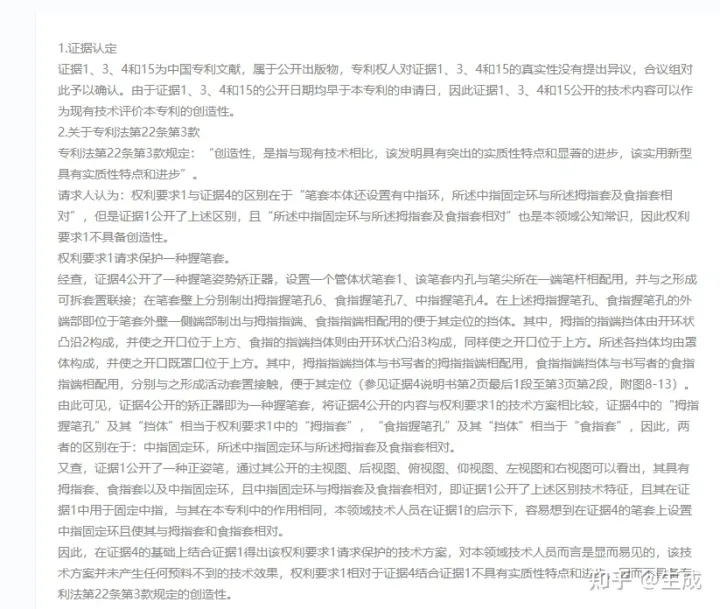 1.证据认定
证据1、3、4和15为中国专利文献，属于公开出版物，专利权人对证据1、3、4和15的真实性没有提出异议，合议组对
此予以确认。由于证据1、3、4和15的公开日期均早于本专利的申请日，因此证据1、3、4和15公开的技术内容可以作
为现有技术评价本专利的创造性。
2.关于专利法第22条第3款
专利法第22条第3款规定：“创造性，是指与现有技术相比，该发明具有突出的实质性特点和显著的进步，该实用新型
具有实质性特点和进步”。
请求人认为：权利要求1与证据4的区别在于“笔套本体还设置有中指环，所述中指固定环与所述拇指套及食指套相
对”，但是证据1公开了上述区别，且“所述中指固定环与所述拇指套及食指套相对”也是本领域公知常识，因此权利
要求1不具备创造性。
权利要求1请求保护一种握笔套。
经查，证据4公开了一种握笔姿势矫正器，设置一个管体状笔套1、该笔套内孔与笔尖所在一端笔杆相配用，并与之形成
可拆套置联接；在笔套壁上分别制出拇指握笔孔6、食指握笔孔7、中指握笔孔4。在上述拇指握笔孔、食指握笔孔的外
端部即位于笔套外壁一侧端部制出与拇指指端、食指指端相配用的便于其定位的挡体。其中，拇指的指端挡体由开环状
凸沿2构成，并使之开口位于上方、食指的指端挡体则由开环状凸沿3构成，同样使之开口位于上方。所述各挡体均由罩
体构成，并使之开口既罩口位于上方。其中，拇指指端挡体与书写者的拇指指端相配用，食指指端挡体与书写者的食指
指端相配用，分别与之形成活动套置接触，便于其定位（参见证据4说明书第2页最后1段至第3页第2段，附图8-13）。
由此可见，证据4公开的矫正器即为一种握笔套，将证据4公开的内容与权利要求1的技术方案相比较，证据4中的“拇指
握笔孔”及其“挡体”相当于权利要求1中的“拇指套”，“食指握笔孔”及其“挡体”相当于“食指套”，因此，两
者的区别在于：中指固定环，所述中指固定环与所述拇指套及食指套相对。
又查，证据1公开了一种正姿笔，通过其公开的主视图、后视图、俯视图、仰视图、左视图和右视图可以看出，其具有
拇指套、食指套以及中指固定环，且中指固定环与拇指套及食指套相对，即证据1公开了上述区别技术特征，且其在证
据1中用于固定中指，与其在本专利中的作用相同，本领域技术人员在证据1的启示下，容易想到在证据4的笔套上设置
中指固定环且使其与拇指套和食指套相对。
因此，在证据4的基础上结合证据1得出该权利要求1请求保护的技术方案，对本领域技术人员而言是显而易见的，该技
术方案并未产生任何预料不到的技术效果，权利要求1相对于证据4结合证据1不具有实质性特点和进步，因而不具备专
利法第22条第3款规定的创造性。
知乎 @主成